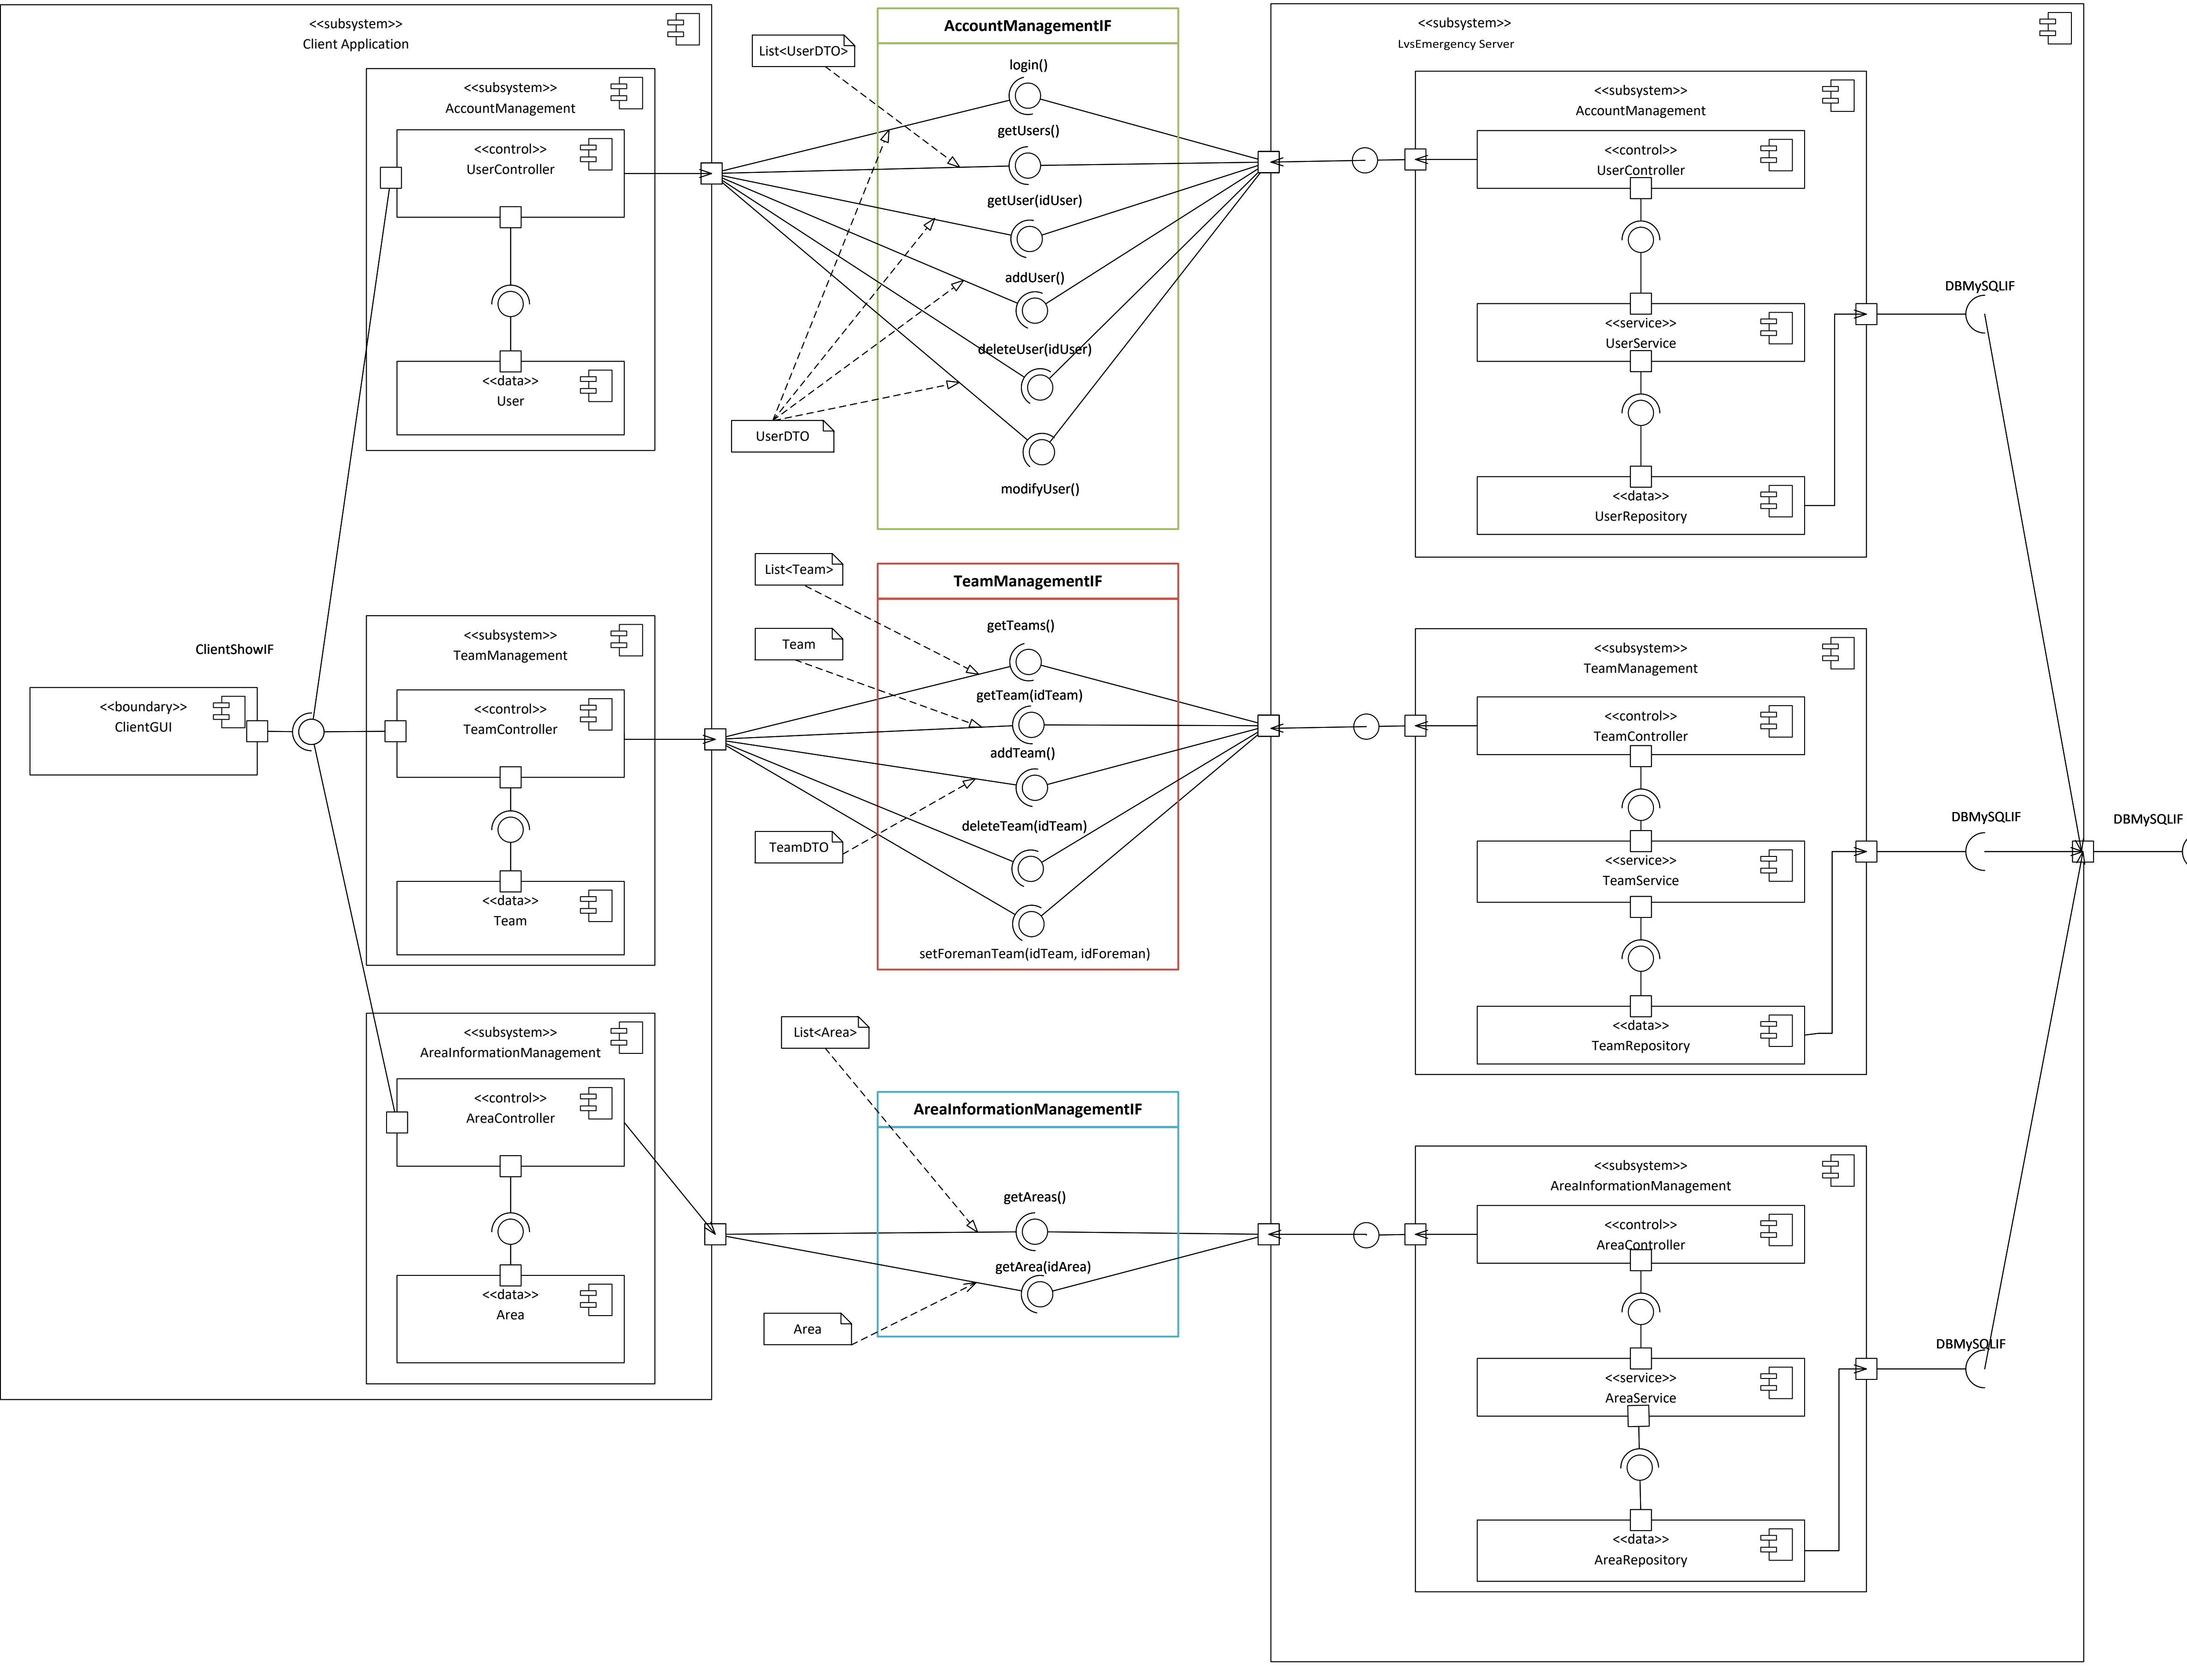 <<subsystem>>
Client Application
<<subsystem>>
AccountManagement
<<control>>
UserController
<<data>>
User
ClientShowIF
<<boundary>>
ClientGUI
<<subsystem>>
TeamManagement
<<control>>
TeamController
<<data>>
Team
<<subsystem>>
AreaInformationManagement
<<control>>
AreaController
<<data>>
Area
List<UserDTO>
UserDTO
AccountManagementIF
login()
getUsers()
getUser(idUser)
addUser()
deleteUser(idUser)
modifyUser()
List<Team>
Team
TeamDTO
TeamManagementIF
getTeams()
getTeam(idTeam)
addTeam()
deleteTeam(idTeam)
setForemanTeam(idTeam, idForeman)
List<Area>
Area
AreaInformationManagementIF
getAreas()
getArea(idArea)
<<subsystem>>
LvsEmergency Server
<<subsystem>>
AccountManagement
<<control>>
UserController
<<service>>
UserService
<<data>>
UserRepository
DBMySQLIF
<<subsystem>>
TeamManagement
<<control>>
TeamController
<<service>>
TeamService
<<data>>
TeamRepository
DBMySQLIF
DBMySQLIF
<<subsystem>>
AreaInformationManagement
<<control>>
AreaController
<<service>>
AreaService
<<data>>
AreaRepository
DBMySQLIF